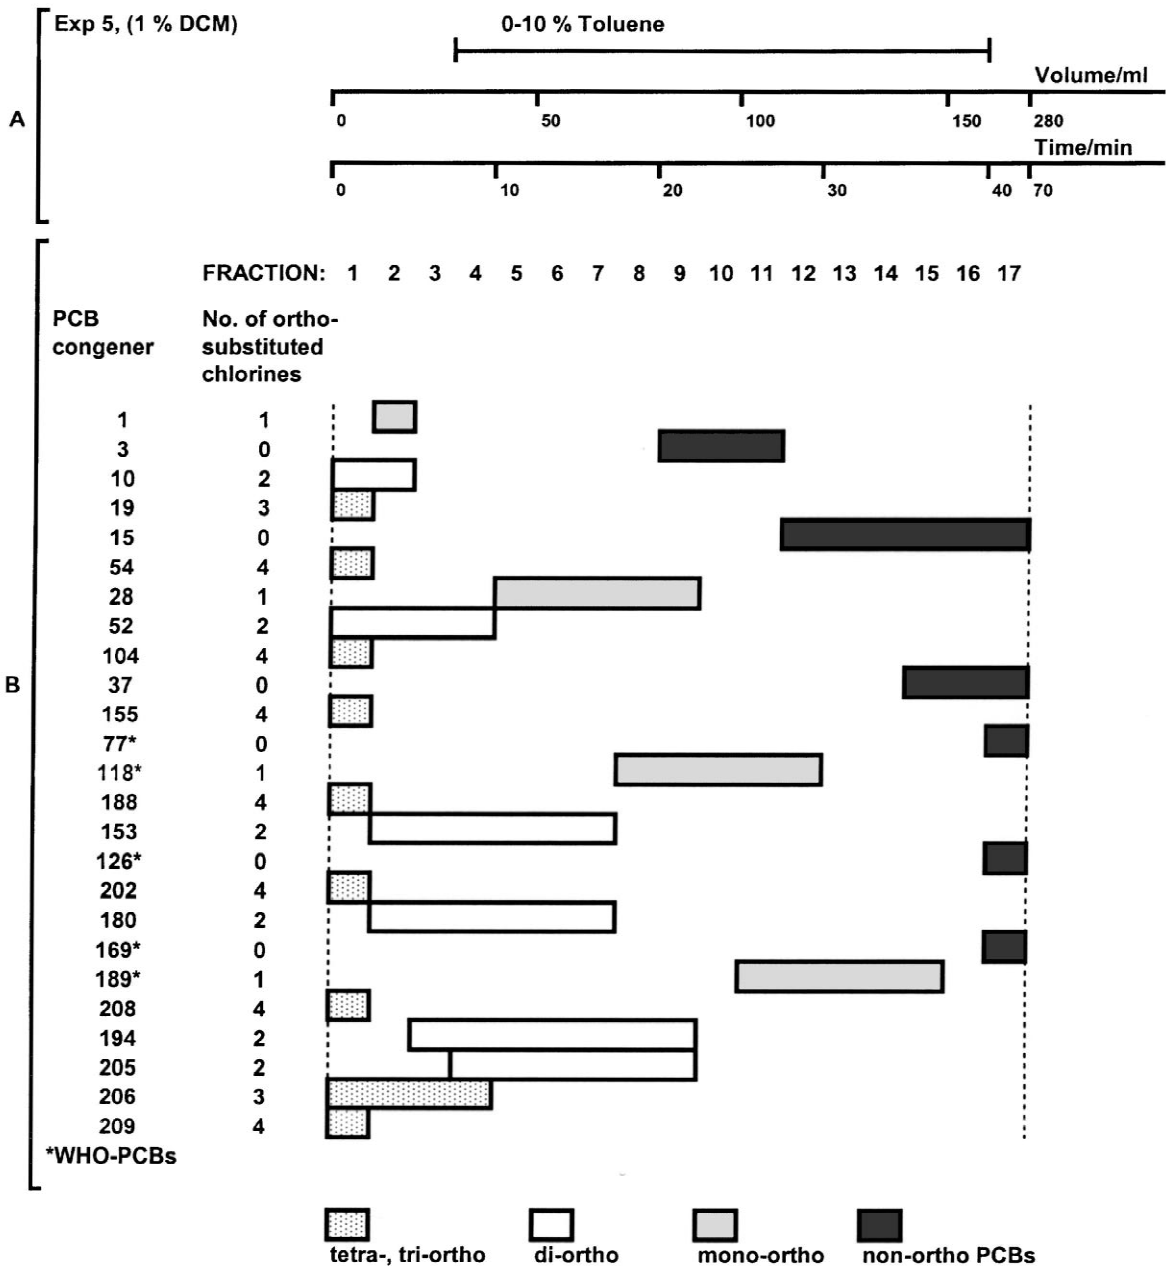 Exp 5, (1 % DCM) 0-10 % Toluene
Volume/ml
A
0 50 100 150 280
Time/min
0 10 20 30 40 70
FRACTION: 1 2 3 4 5 6 7 8 9 10 11 12 13 14 15 16 17
PCB No. of ortho-
congener substituted
chlorines
1 1
3 0
10 2
19 3
15 0
54 4
28 1
52 2
104 4
B
37 0
155 4
77* 0
118* 1
188 4
153 2
126* 0
202 4
180 2
169* 0
189* 1
208 4
194 2
205 2
206 3
209 4
*WHO-PCBs
tetra-, tri-ortho di-ortho mono-ortho non-ortho PCBs